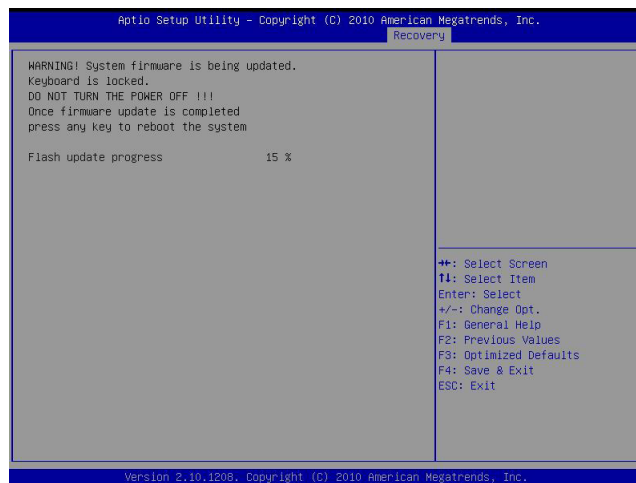 Aptio Setup Utility – Copyright (C) 2010 American Megatrends, Inc.
Recovery
WARNING! System firmware is being updated.
Keyboard is locked.
DO NOT TURN THE POWER OFF !!!
Once firmware update is completed
press any key to reboot the system
Flash update progress 15 %
→←: Select Screen
↑↓: Select Item
Enter: Select
+/-: Change Opt.
F1: General Help
F2: Previous Values
F3: Optimized Defaults
F4: Save & Exit
ESC: Exit
Version 2.10.1208. Copyright (C) 2010 American Megatrends, Inc.